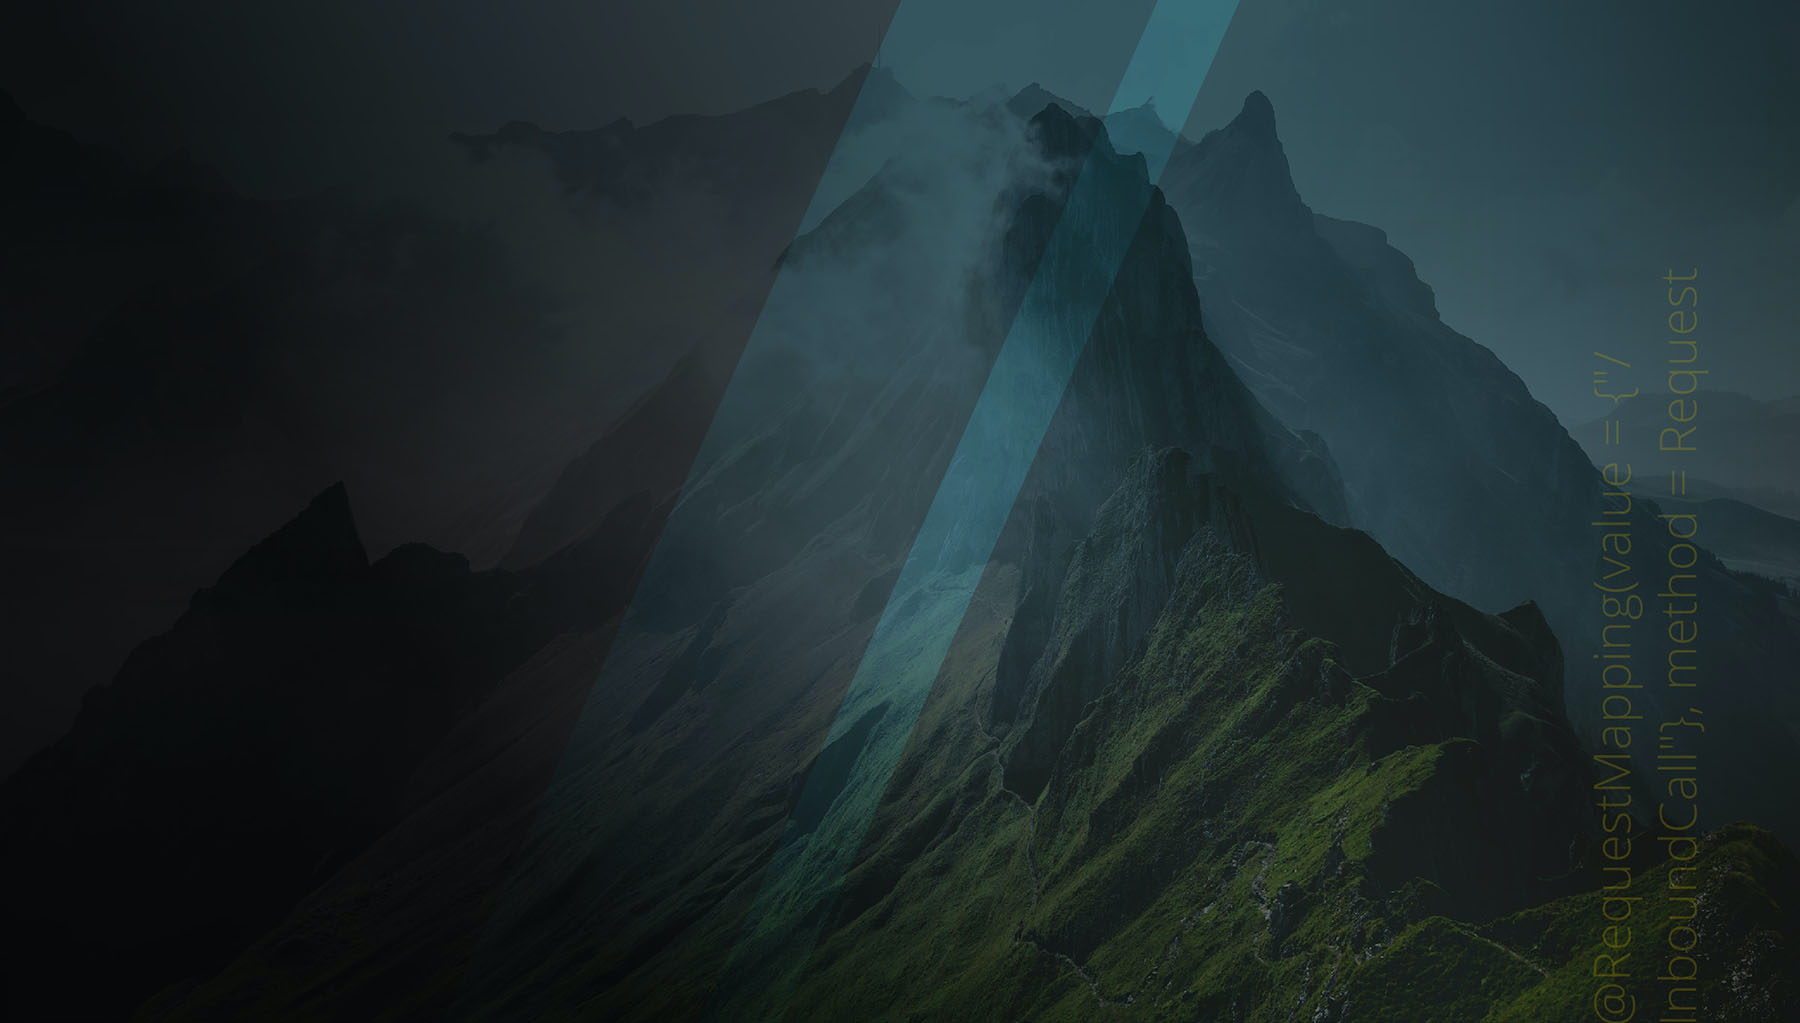 @RequestMapping(value = {"/
InboundCall"}, method = Request